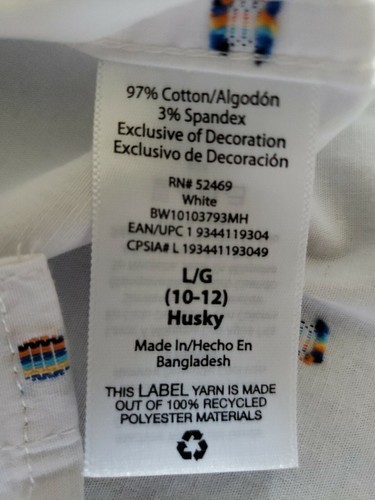 97% Cotton/Algodón
3% Spandex
Exclusive of Decoration
Exclusivo de Decoración
RN# 52469
White
BW10103793MH
EAN/UPC 1 9344119304
CPSIA# L 193441193049
L/G
(10-12)
Husky
Made In/Hecho En
Bangladesh
THIS LABEL YARN IS MADE
OUT OF 100% RECYCLED
POLYESTER MATERIALS